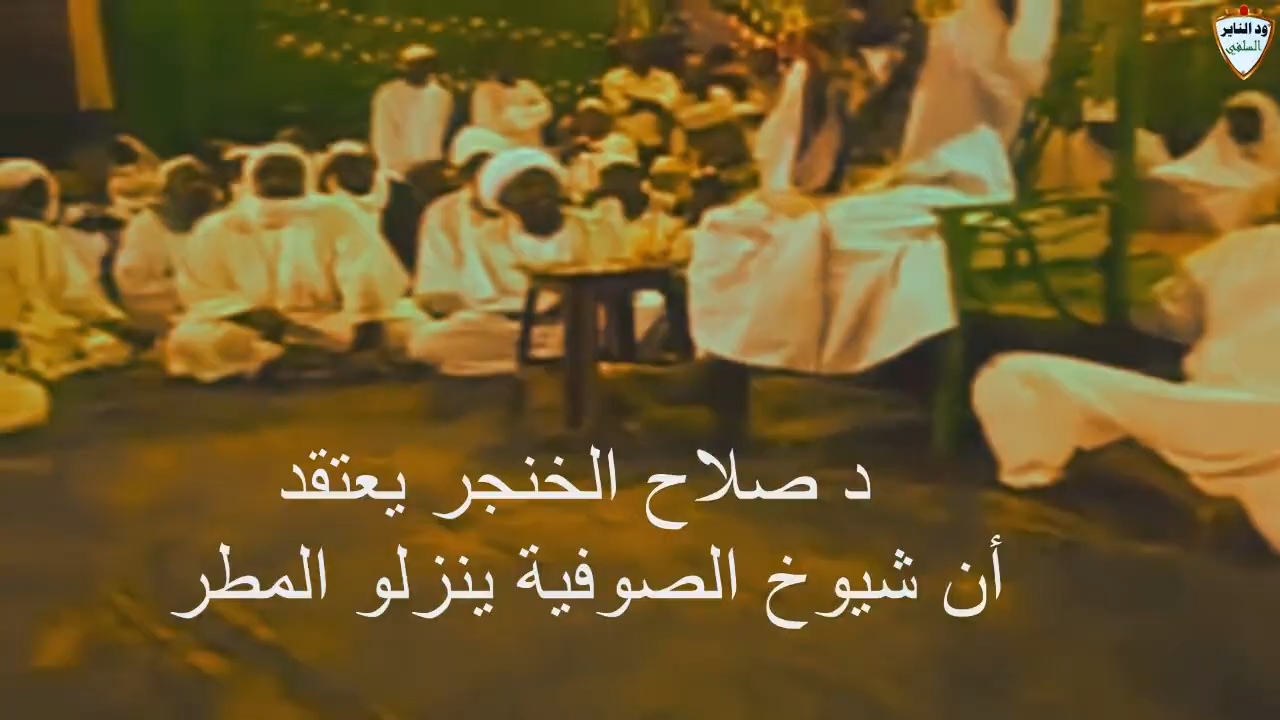 ود الناير
السلفي
د صلاح الخنجر يعتقد
أن شيوخ الصوفية ينزلو المطر